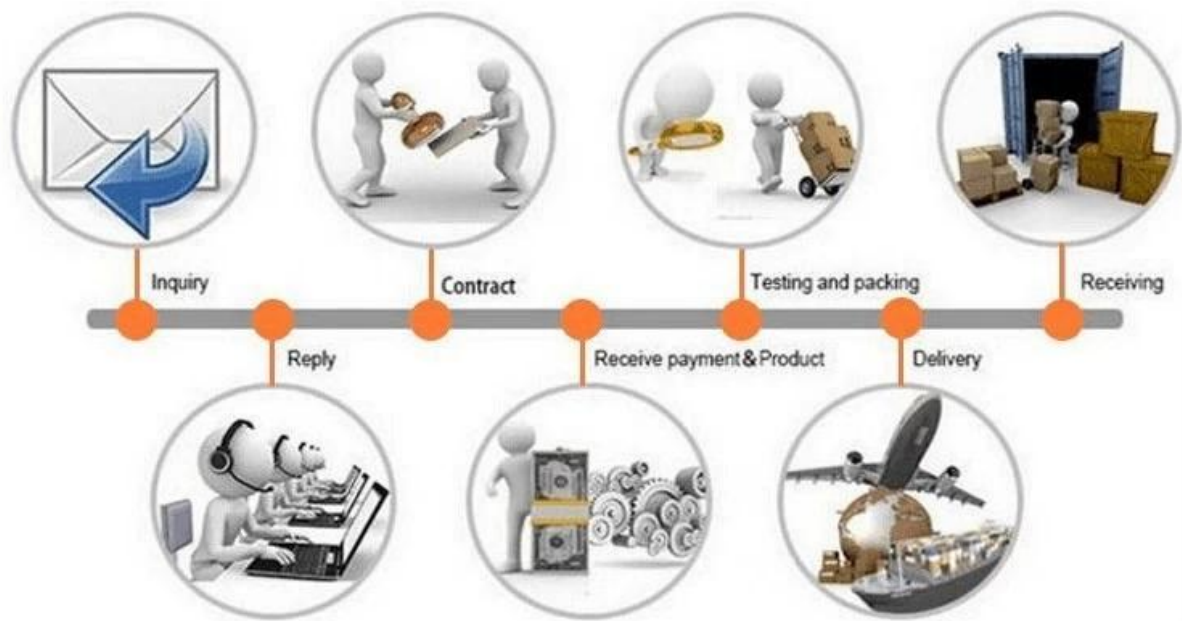 Inquiry
Reply
Contract
Receive payment&Product
Testing and packing
Delivery
Receiving